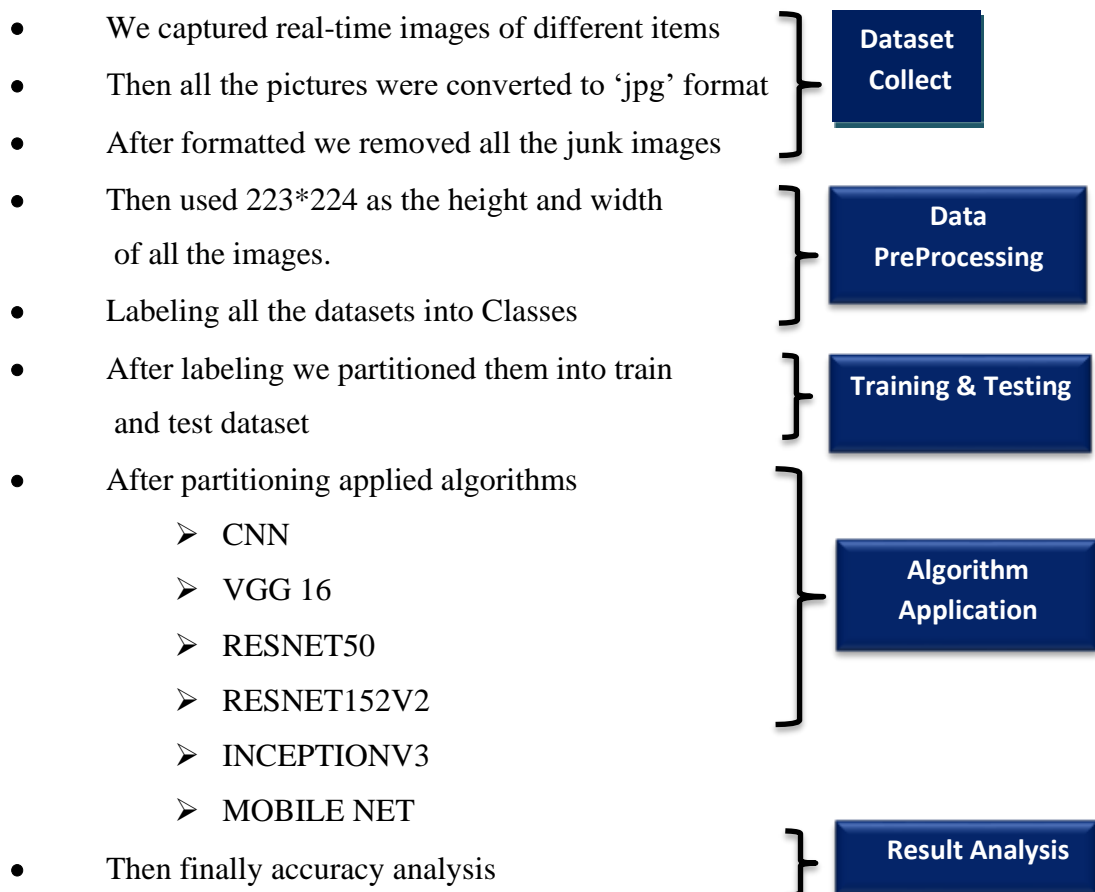 We captured real-time images of different items
Then all the pictures were converted to ‘jpg’ format
After formatted we removed all the junk images
Dataset
Collect
Then used 223*224 as the height and width
of all the images.
Labeling all the datasets into Classes
Data
PreProcessing
After labeling we partitioned them into train
and test dataset
Training & Testing
After partitioning applied algorithms
CNN
VGG 16
RESNET50
RESNET152V2
INCEPTIONV3
MOBILE NET
Algorithm
Application
Then finally accuracy analysis
Result Analysis